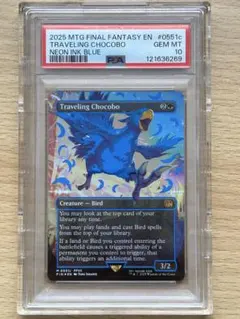 2025 MTG FINAL FANTASY EN #0551c
TRAVELING CHOCOBO GEM MT
NEON INK BLUE PSA 10
121636269
Traveling Chocobo 2
Creature — Bird
You may look at the top card of your
library any time.
You may play lands and cast Bird spells
from the top of your library.
If a land or Bird you control entering the
battlefield causes a triggered ability of a
permanent you control to trigger, that
ability triggers an additional time.
3/2